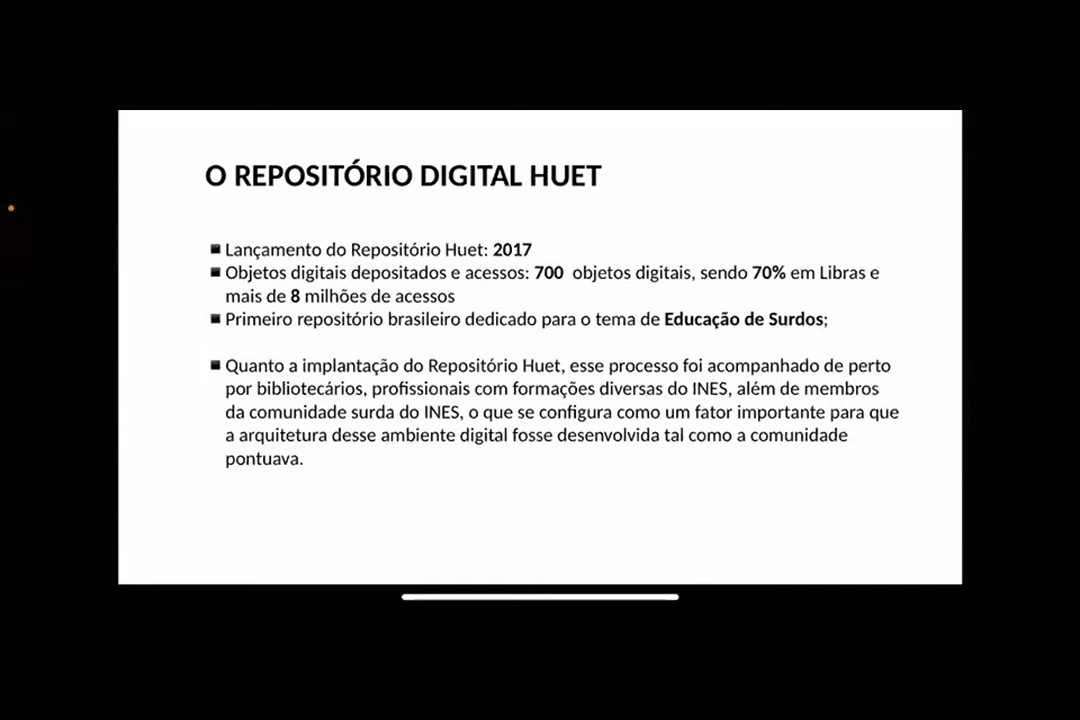 O REPOSITÓRIO DIGITAL HUET
Lançamento do Repositório Huet: 2017
Objetos digitais depositados e acessos: 700 objetos digitais, sendo 70% em Libras e
mais de 8 milhões de acessos
Primeiro repositório brasileiro dedicado para o tema de Educação de Surdos;
Quanto a implantação do Repositório Huet, esse processo foi acompanhado de perto
por bibliotecários, profissionais com formações diversas do INES, além de membros
da comunidade surda do INES, o que se configura como um fator importante para que
a arquitetura desse ambiente digital fosse desenvolvida tal como a comunidade
pontuava.